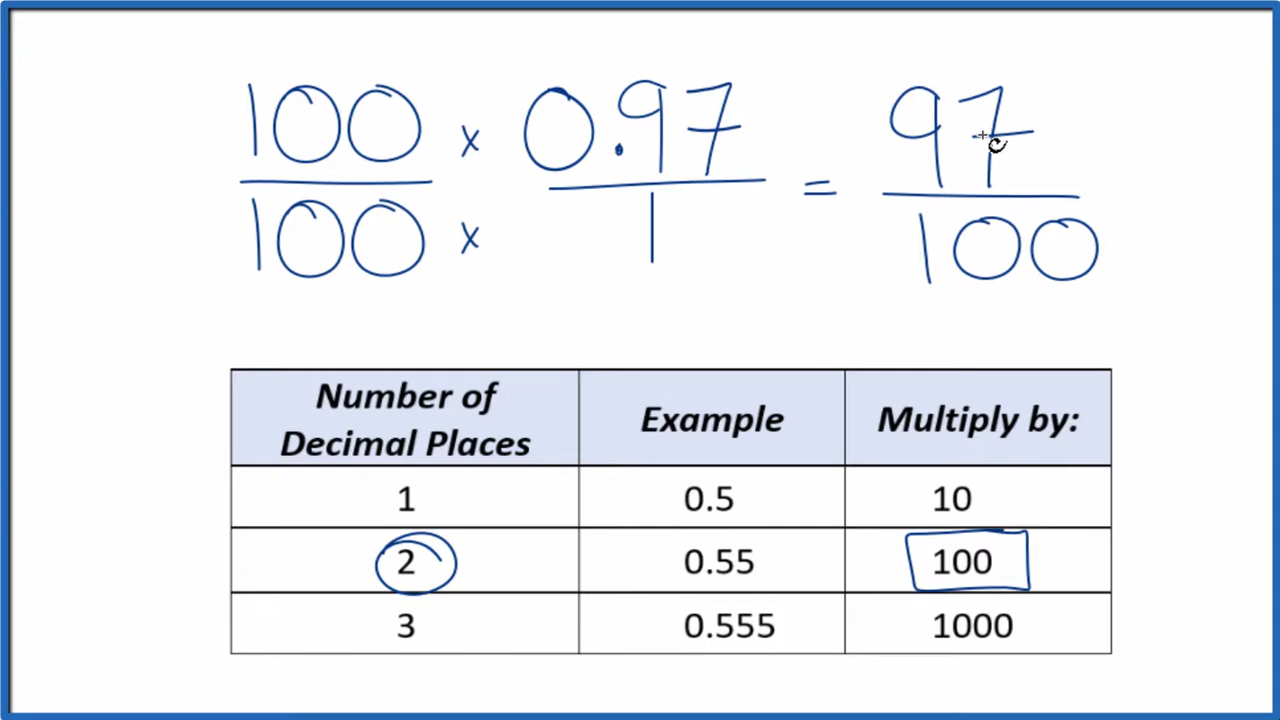 100 × 0.97 = 97
100 × 1 100
Number of Decimal Places Example Multiply by:
1 0.5 10
2 0.55 100
3 0.555 1000